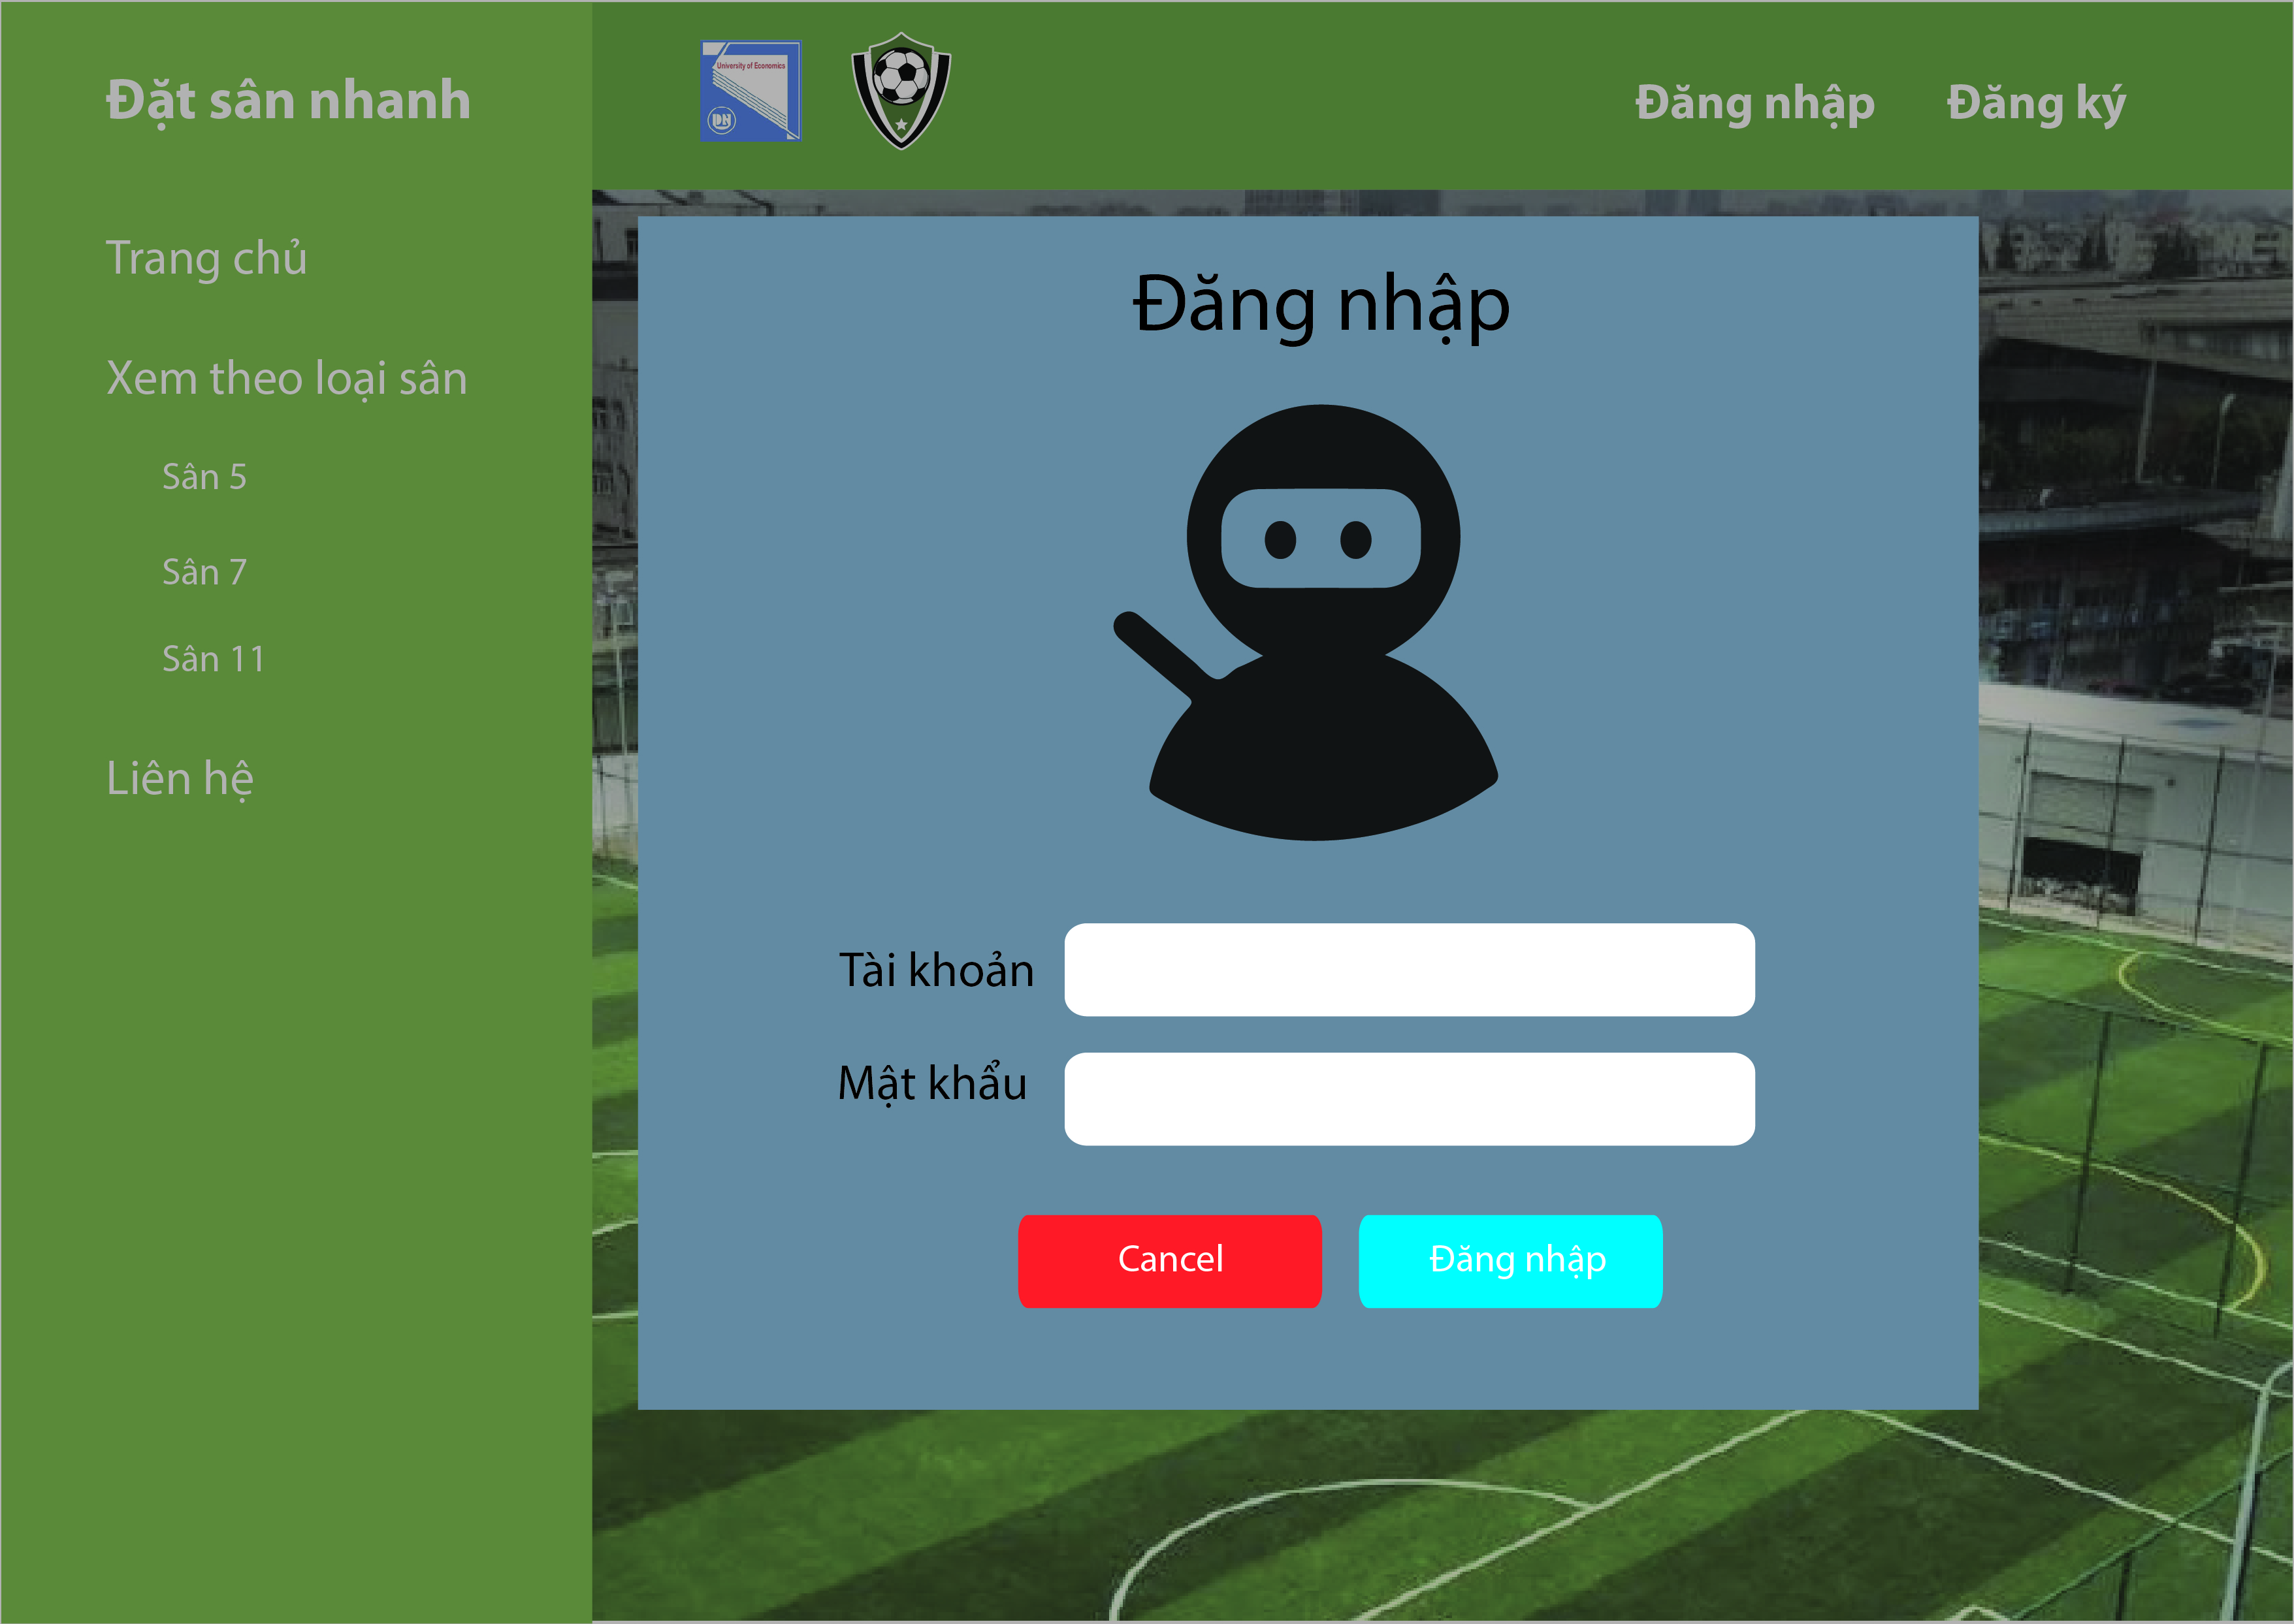 Đặt sân nhanh
University of Economics
ĐN
Đăng nhập
Đăng ký
Trang chủ
Xem theo loại sân
Sân 5
Sân 7
Sân 11
Liên hệ
Đăng nhập
Tài khoản
Mật khẩu
Cancel
Đăng nhập